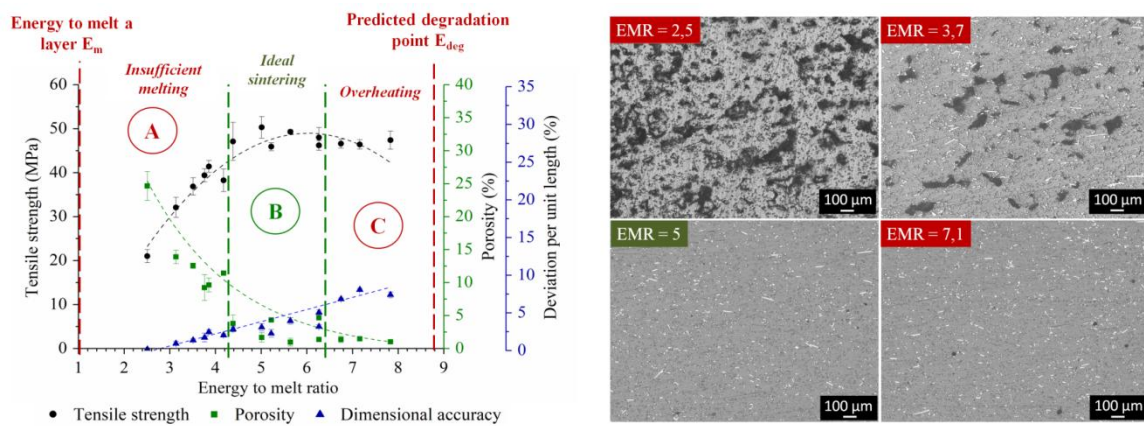 Energy to melt a
layer Em
Predicted degradation
point Edeg
Insufficient
melting
Ideal
sintering
Overheating
A
B
C
Tensile strength (MPa)
60
50
40
30
20
10
0
1 2 3 4 5 6 7 8 9
Energy to melt ratio
40
35
30
25
20
15
10
5
0
Porosity (%)
35
30
25
20
15
10
5
0
Deviation per unit length (%)
Tensile strength Porosity Dimensional accuracy
EMR = 2,5
100 µm
EMR = 3,7
100 µm
EMR = 5
100 µm
EMR = 7,1
100 µm